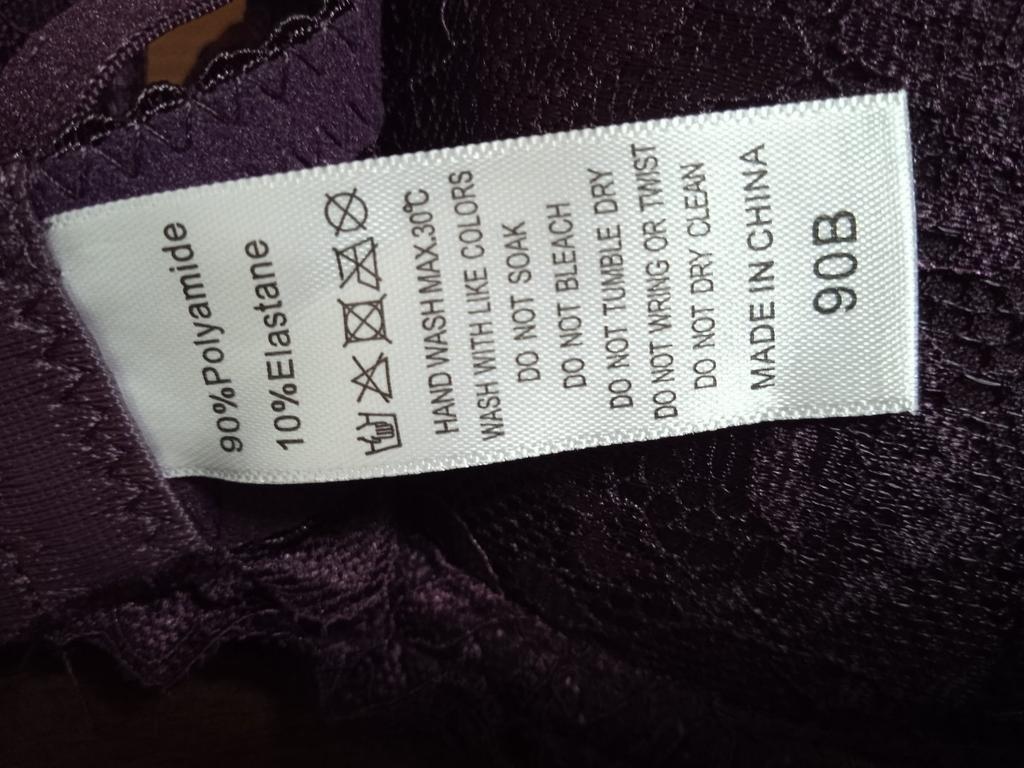 90%Polyamide
10%Elastane
HAND WASH MAX.30℃
WASH WITH LIKE COLORS
DO NOT SOAK
DO NOT BLEACH
DO NOT TUMBLE DRY
DO NOT WRING OR TWIST
DO NOT DRY CLEAN
MADE IN CHINA
90B